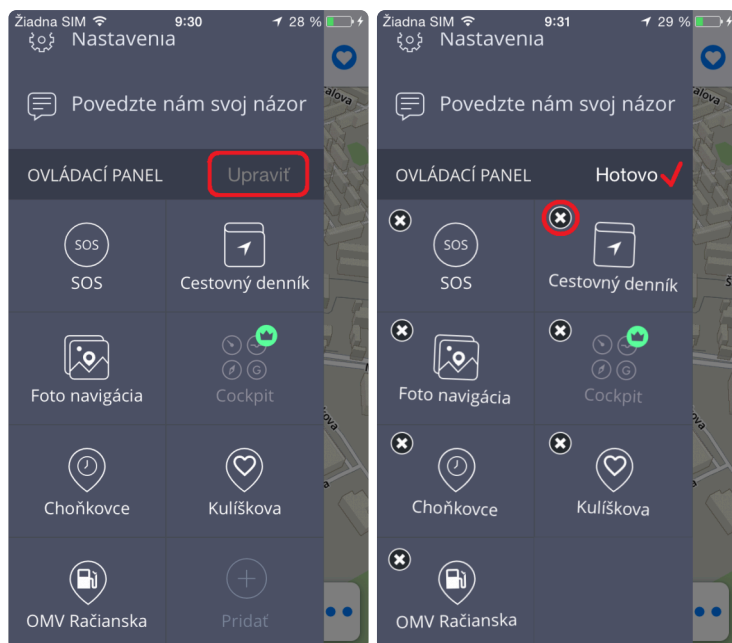 Žiadna SIM 9:30 28 %
Nastavenia
Povedzte nám svoj názor
OVLÁDACÍ PANEL Upraviť
SOS
SOS
Cestovný denník
Foto navigácia
G
Cockpit
Choňkovce
Kulíškova
OMV Račianska
Pridať
Žiadna SIM 9:31 29 %
Nastavenia
Povedzte nám svoj názor
OVLÁDACÍ PANEL Hotovo
SOS
SOS
Cestovný denník
Foto navigácia
G
Cockpit
Choňkovce
Kulíškova
OMV Račianska